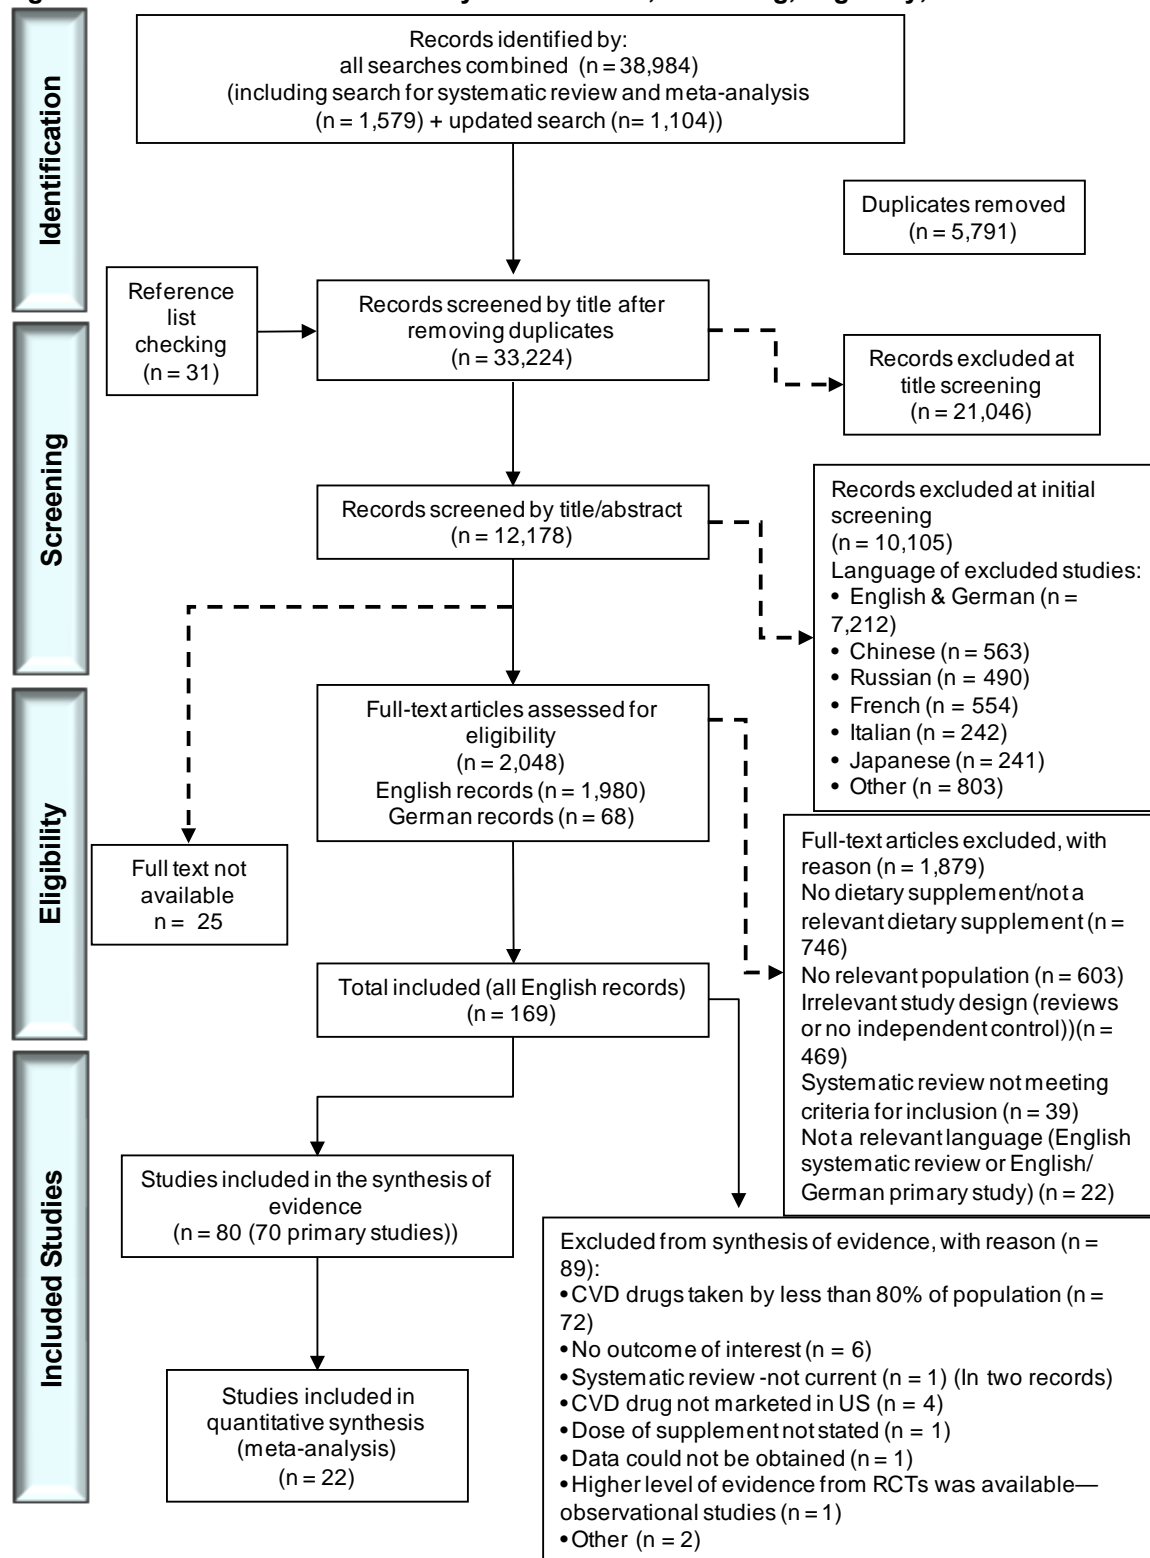 Identification
Records identified by:
all searches combined (n = 38,984)
(including search for systematic review and meta-analysis
(n = 1,579) + updated search (n= 1,104))
Duplicates removed
(n = 5,791)
Reference
list
checking
(n = 31)
Records screened by title after
removing duplicates
(n = 33,224)
Records excluded at
title screening
(n = 21,046)
Screening
Records screened by title/abstract
(n = 12,178)
Records excluded at initial
screening
(n = 10,105)
Language of excluded studies:
• English & German (n =
7,212)
• Chinese (n = 563)
• Russian (n = 490)
• French (n = 554)
• Italian (n = 242)
• Japanese (n = 241)
• Other (n = 803)
Eligibility
Full-text articles assessed for
eligibility
(n = 2,048)
English records (n = 1,980)
German records (n = 68)
Full text not
available
n = 25
Full-text articles excluded, with
reason (n = 1,879)
No dietary supplement/not a
relevant dietary supplement (n =
746)
No relevant population (n = 603)
Irrelevant study design (reviews
or no independent control))(n =
469)
Systematic review not meeting
criteria for inclusion (n = 39)
Not a relevant language (English
systematic review or English/
German primary study) (n = 22)
Total included (all English records)
(n = 169)
Included Studies
Studies included in the synthesis of
evidence
(n = 80 (70 primary studies))
Studies included in
quantitative synthesis
(meta-analysis)
(n = 22)
Excluded from synthesis of evidence, with reason (n =
89):
•CVD drugs taken by less than 80% of population (n =
72)
•No outcome of interest (n = 6)
•Systematic review -not current (n = 1) (In two records)
•CVD drug not marketed in US (n = 4)
•Dose of supplement not stated (n = 1)
•Data could not be obtained (n = 1)
•Higher level of evidence from RCTs was available—
observational studies (n = 1)
•Other (n = 2)